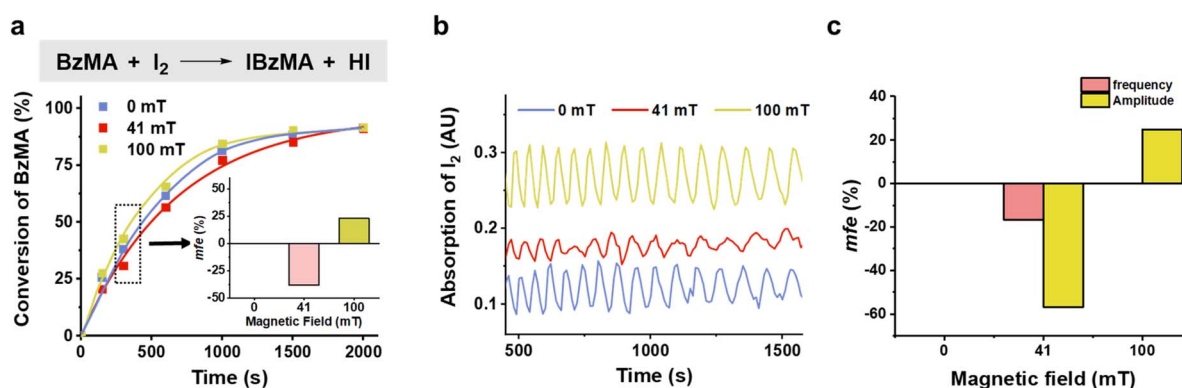 a
BzMA + I₂ ⟶ IBzMA + HI
Conversion of BzMA (%)
100
75
50
25
0
0 mT
41 mT
100 mT
mfe (%)
50
25
0
-25
-50
0 41 100
Magnetic Field (mT)
0 500 1000 1500 2000
Time (s)
b
Absorption of I₂ (AU)
0 mT 41 mT 100 mT
0.3
0.2
0.1
500 1000 1500
Time (s)
c
frequency
Amplitude
mfe (%)
40
20
0
-20
-40
-60
0 41 100
Magnetic field (mT)